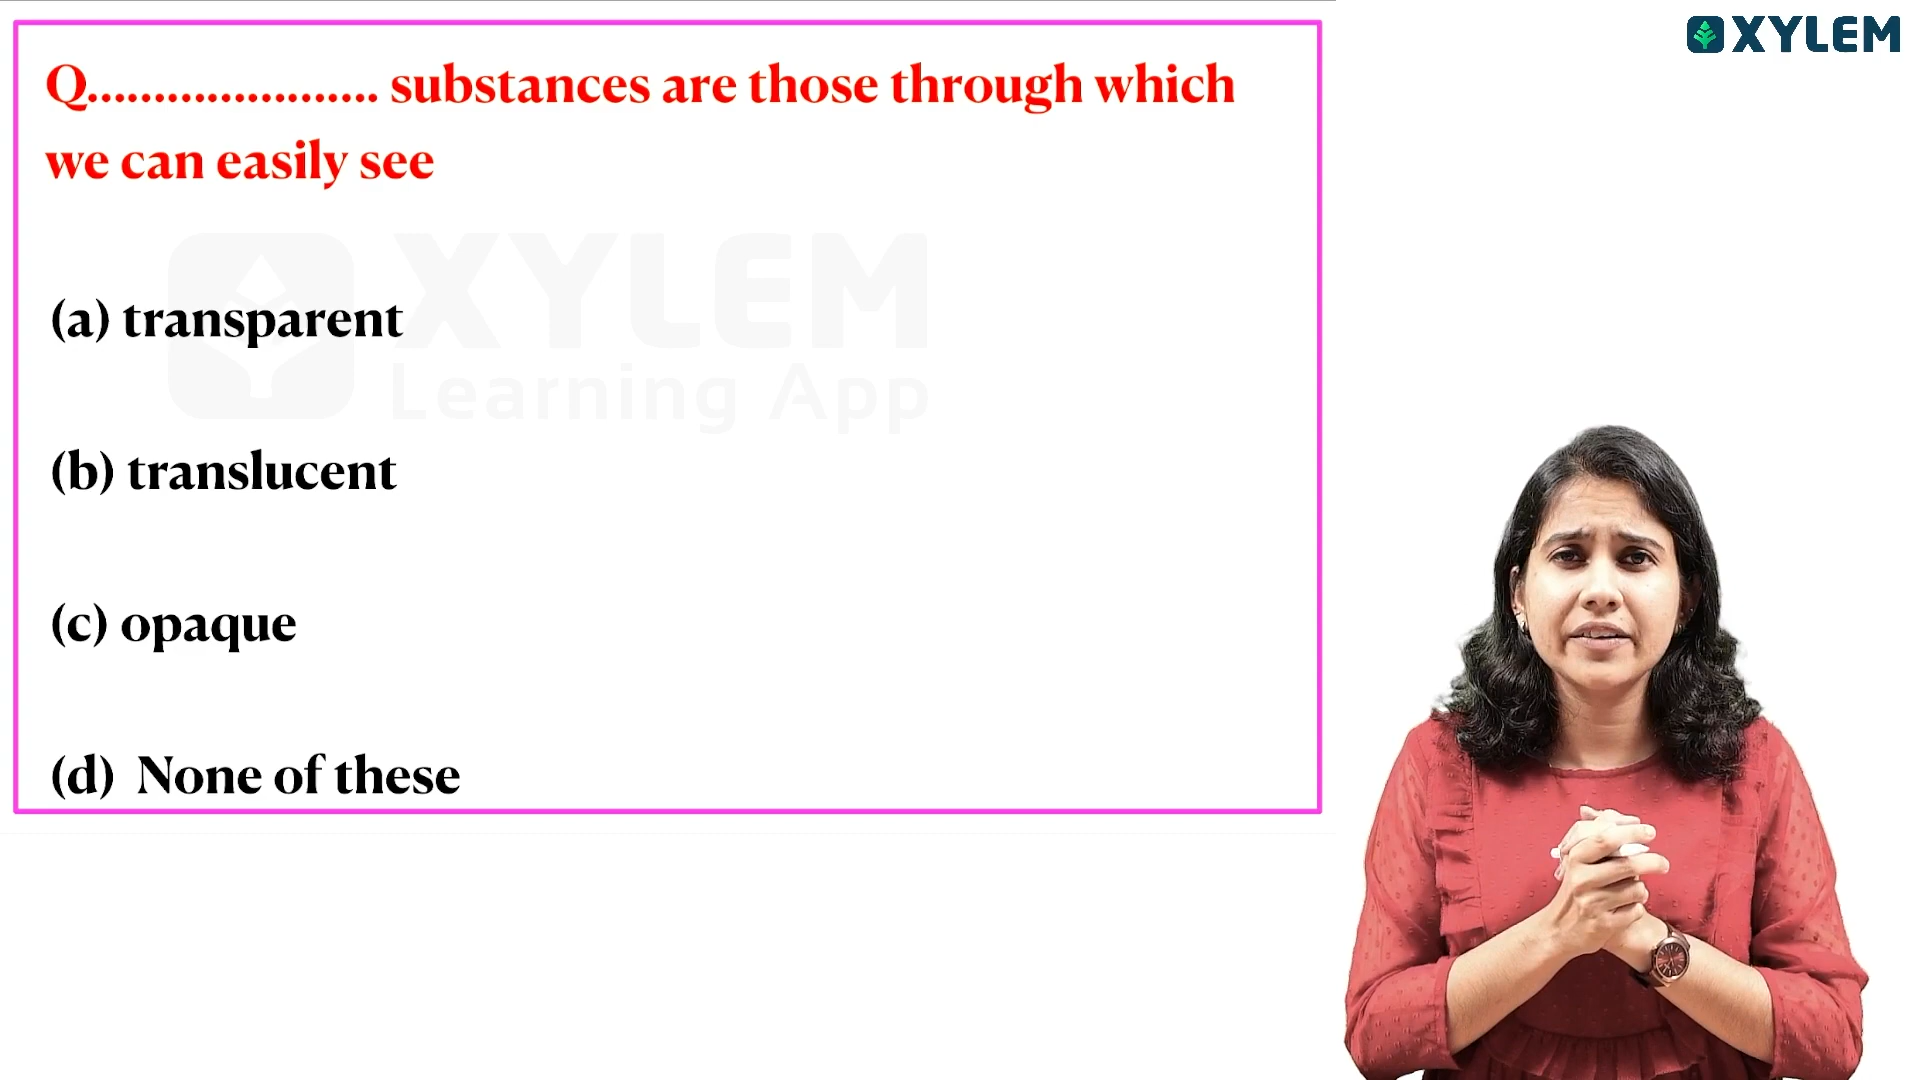 XYLEM
Q...................... substances are those through which
we can easily see
XYLEM
Learning App
(a) transparent
(b) translucent
(c) opaque
(d) None of these